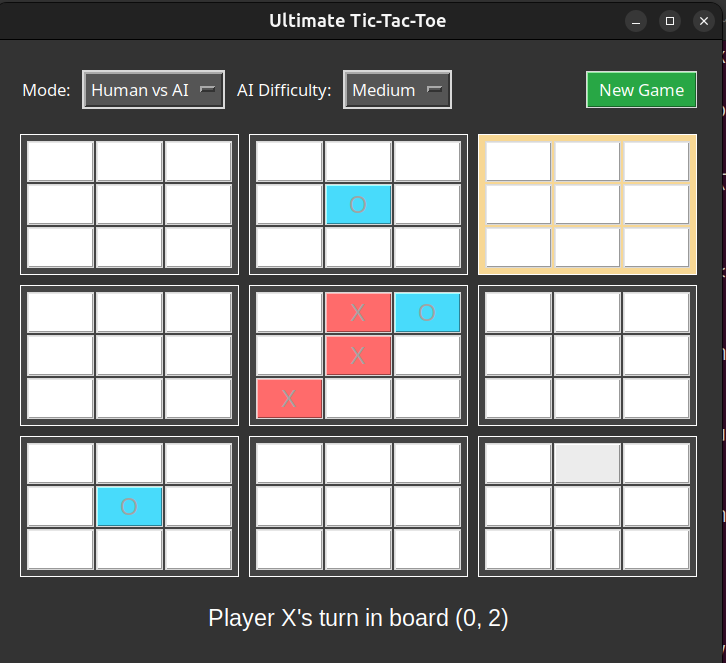 Ultimate Tic-Tac-Toe
Mode: Human vs AI AI Difficulty: Medium New Game
O
X O
X
X
O
Player X's turn in board (0, 2)